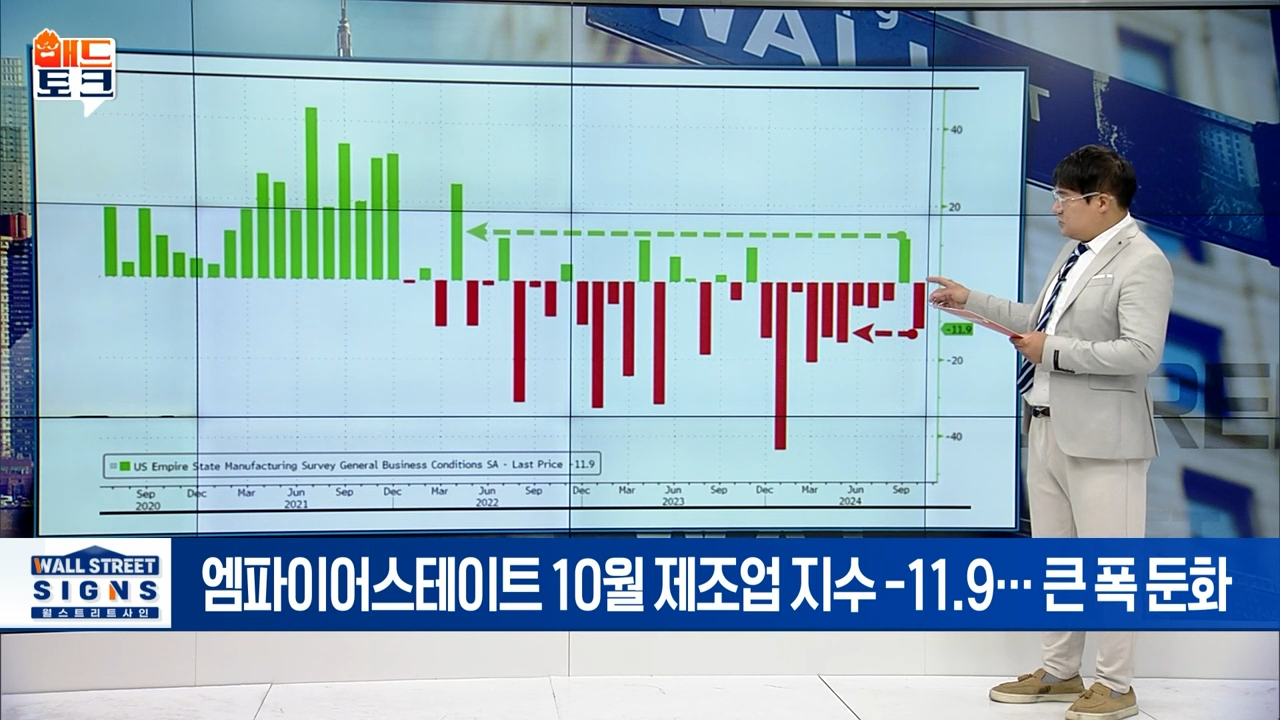 매드
토크
WALL
40
20
-11.9
-20
-40
US Empire State Manufacturing Survey General Business Conditions SA - Last Price -11.9
Sep Dec Mar Jun Sep Dec Mar Jun Sep Dec Mar Jun Sep Dec Mar Jun Sep
2020 2021 2022 2023 2024
WALL STREET
SIGNS
월스트리트사인
엠파이어스테이트 10월 제조업 지수 -11.9… 큰 폭 둔화